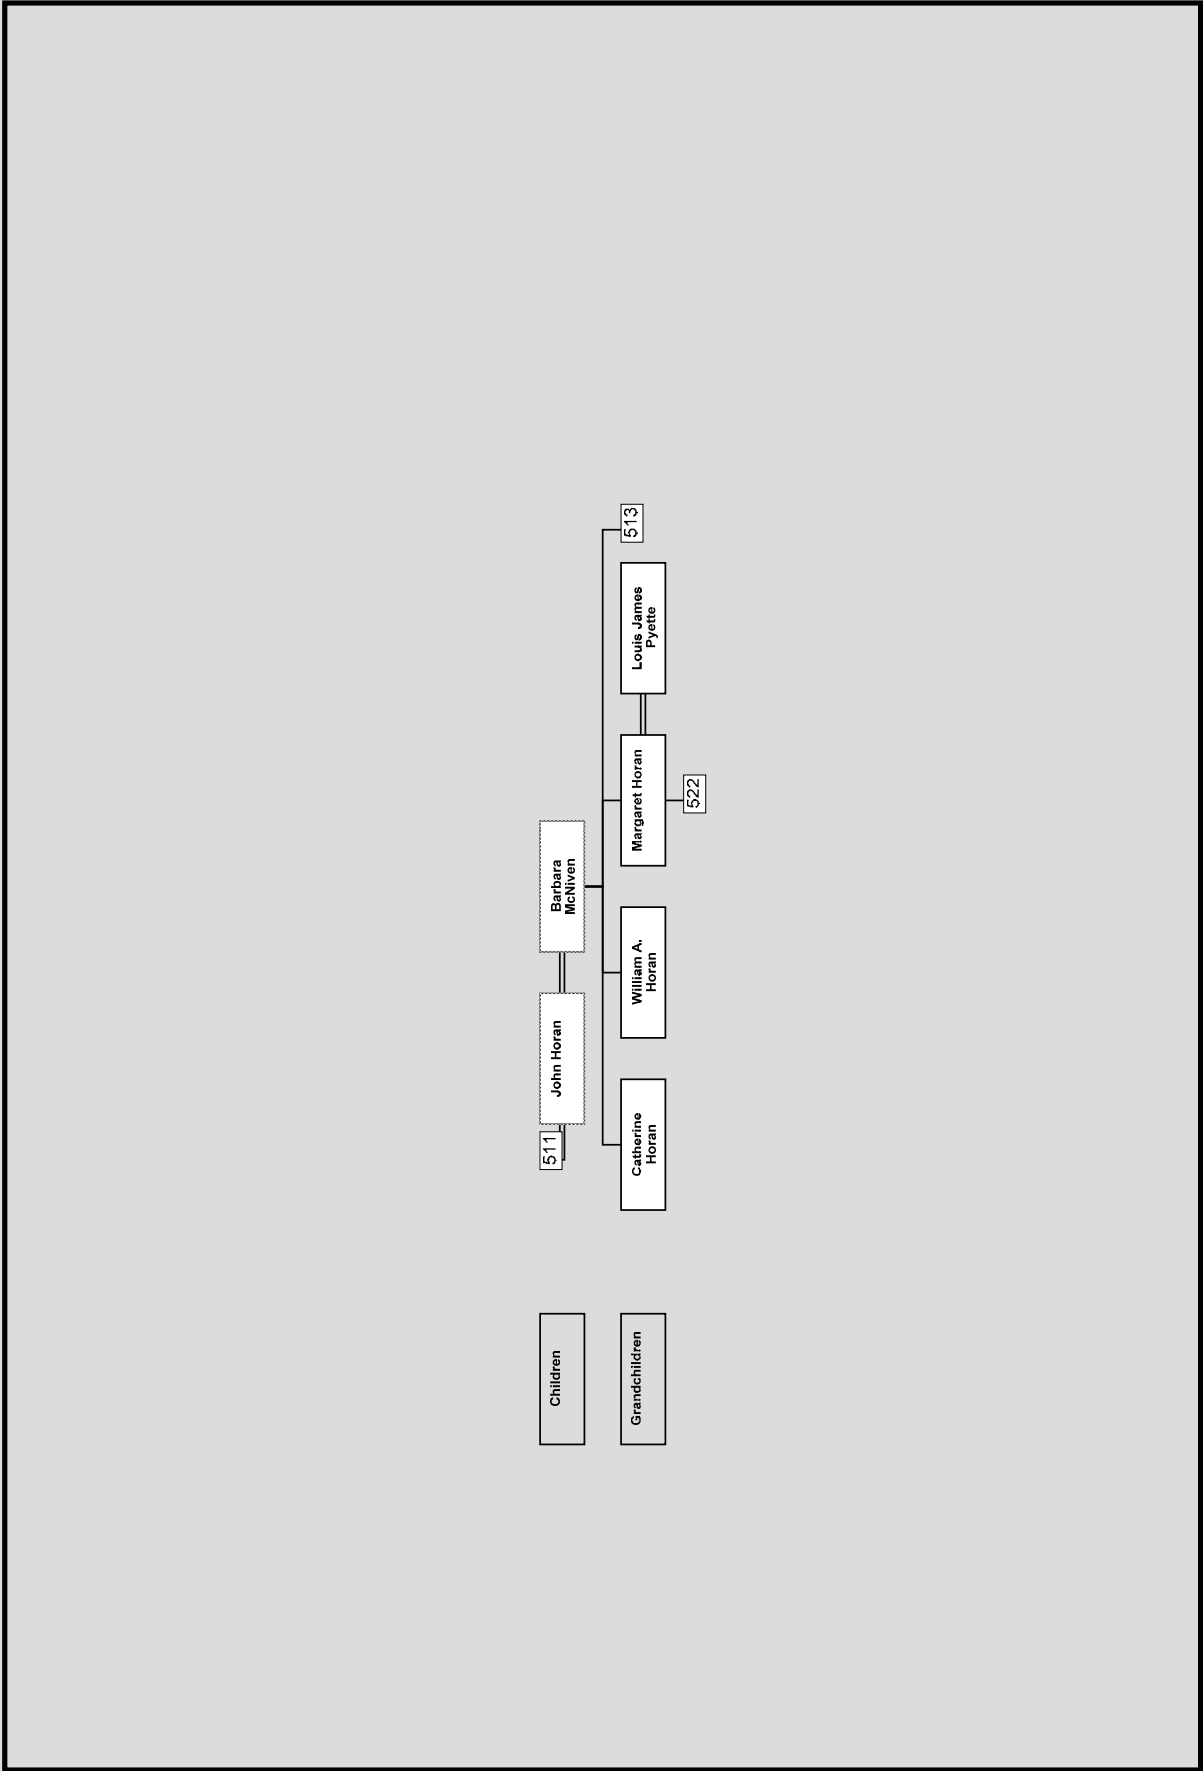 Children
511
John Horan
Barbara
McNiven
Grandchildren
Catherine
Horan
William A.
Horan
Margaret Horan
Louis James
Pyette
513
522